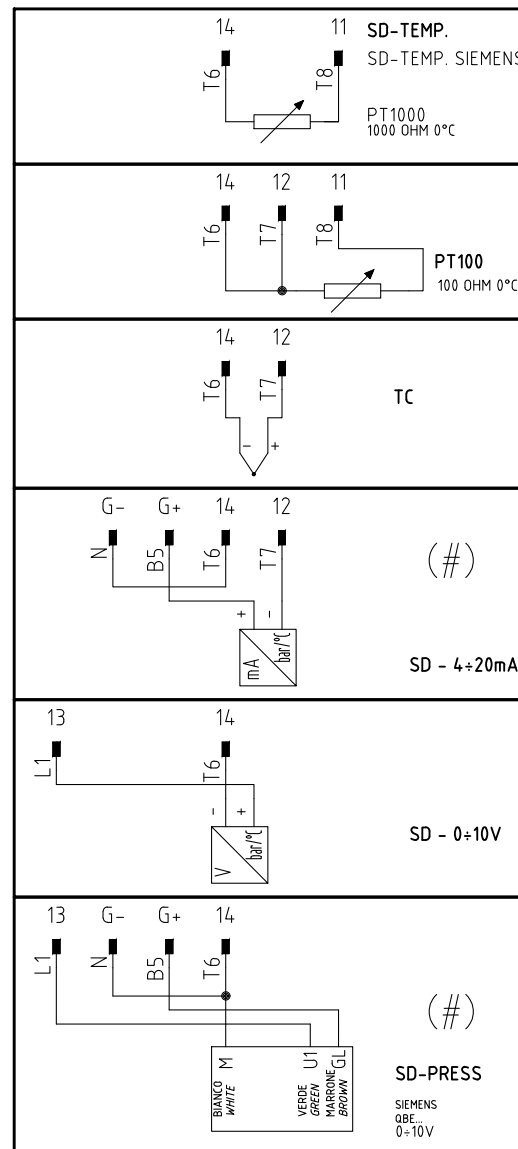 14 11 SD-TEMP.
SD-TEMP. SIEMENS
T6 T8
PT1000
1000 OHM 0°C
14 12 11
T6 T7 T8
PT100
100 OHM 0°C
14 12
T6 T7
TC
- +
G- G+ 14 12
N B5 T6 T7
(#)
+ -
mA bar/°C
SD - 4÷20mA
13 14
L1 T6
- +
V bar/°C
SD - 0÷10V
13 G- G+ 14
L1 N B5 T6
(#)
M U1 GL
BIANCO
WHITE
VERDE
GREEN
MARRONE
BROWN
SD-PRESS
SIEMENS
QBE...
0÷10V